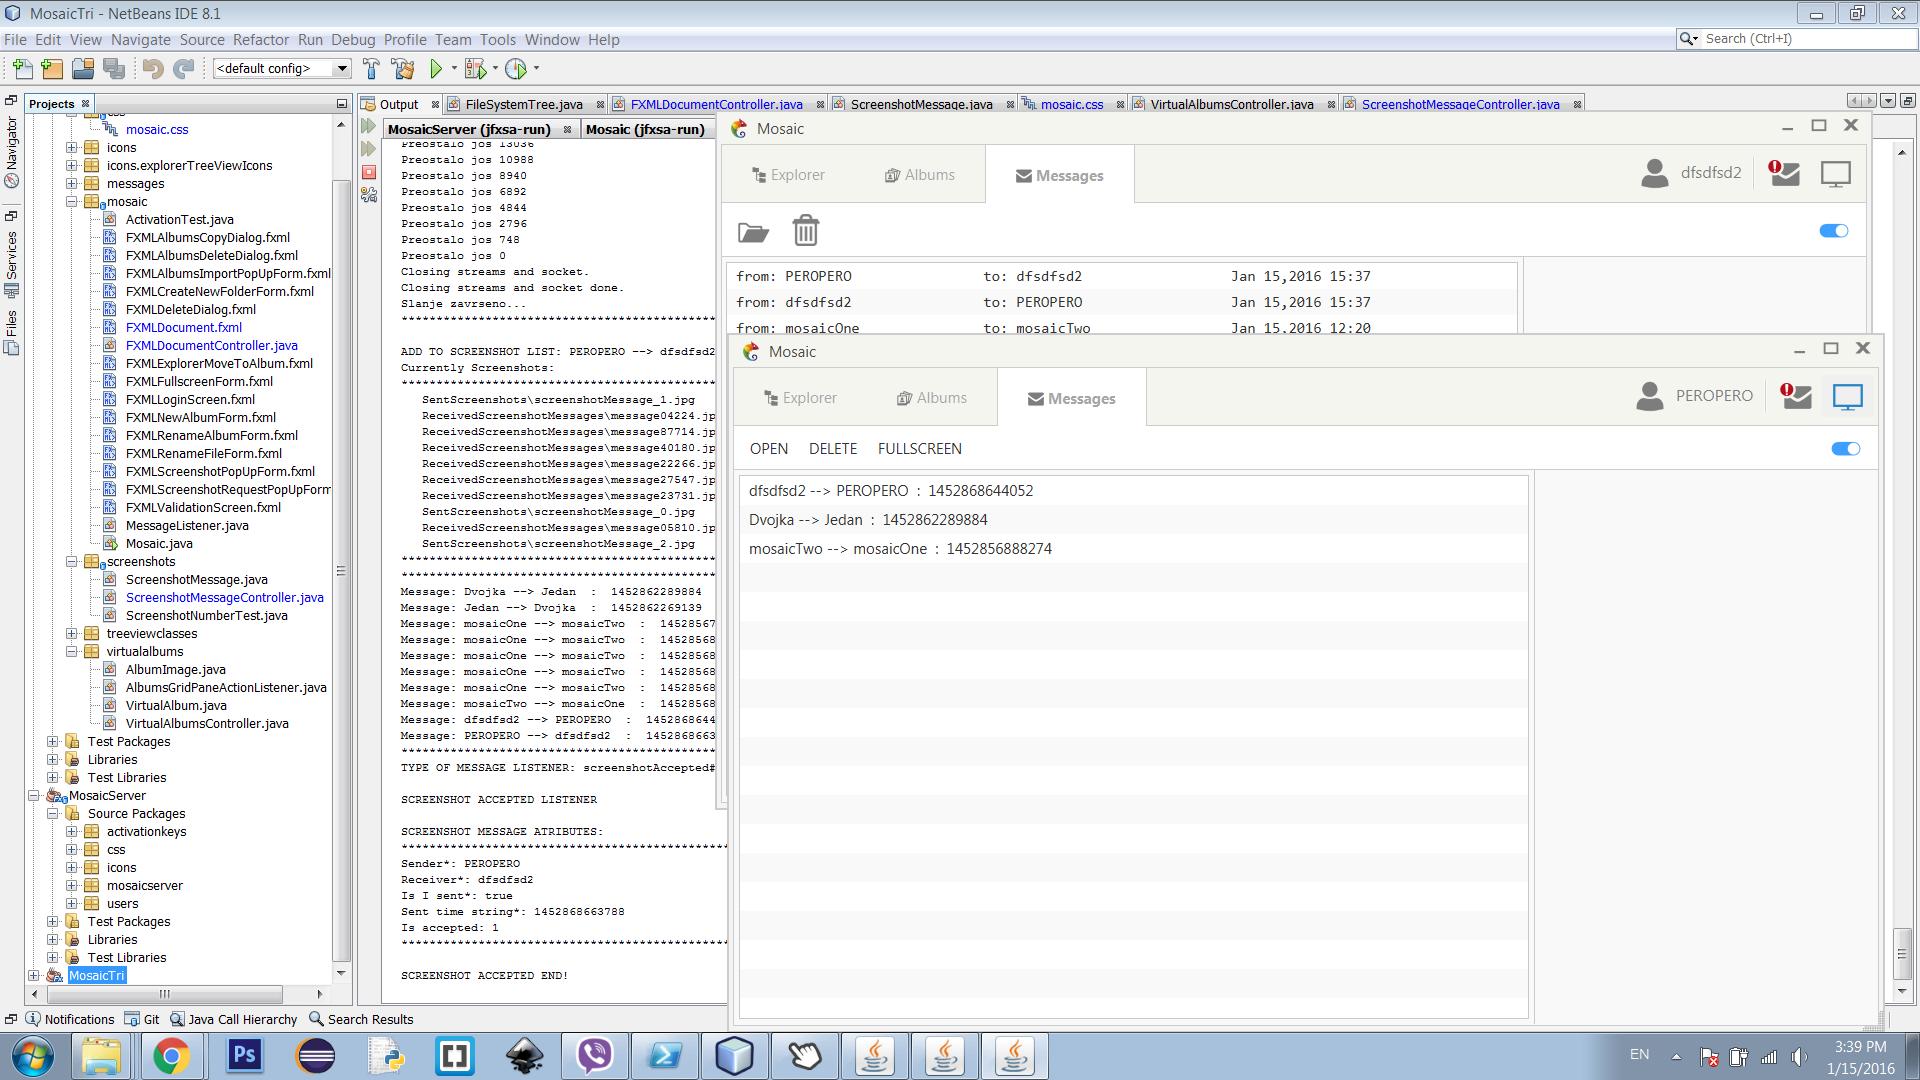 MosaicTri - NetBeans IDE 8.1
File Edit View Navigate Source Refactor Run Debug Profile Team Tools Window Help
Search (Ctrl+I)
<default config>
Projects
Navigator
Services
Files
css
mosaic.css
icons
icons.explorerTreeViewIcons
messages
mosaic
ActivationTest.java
FXMLAlbumsCopyDialog.fxml
FXMLAlbumsDeleteDialog.fxml
FXMLAlbumsImportPopUpForm.fxml
FXMLCreateNewFolderForm.fxml
FXMLDeleteDialog.fxml
FXMLDocument.fxml
FXMLDocumentController.java
FXMLExplorerMoveToAlbum.fxml
FXMLFullscreenForm.fxml
FXMLLoginScreen.fxml
FXMLNewAlbumForm.fxml
FXMLRenameAlbumForm.fxml
FXMLRenameFileForm.fxml
FXMLScreenshotPopUpForm.fxml
FXMLScreenshotRequestPopUpForm
FXMLValidationScreen.fxml
MessageListener.java
Mosaic.java
screenshots
ScreenshotMessage.java
ScreenshotMessageController.java
ScreenshotNumberTest.java
treeviewclasses
virtualalbums
AlbumImage.java
AlbumsGridPaneActionListener.java
VirtualAlbum.java
VirtualAlbumsController.java
Test Packages
Libraries
Test Libraries
MosaicServer
Source Packages
activationkeys
css
icons
mosaicserver
users
Test Packages
Libraries
Test Libraries
MosaicTri
Output FileSystemTree.java FXMLDocumentController.java ScreenshotMessage.java mosaic.css VirtualAlbumsController.java ScreenshotMessageController.java
MosaicServer (jfxsa-run) Mosaic (jfxsa-run)
Preostalo jos 13036
Preostalo jos 10988
Preostalo jos 8940
Preostalo jos 6892
Preostalo jos 4844
Preostalo jos 2796
Preostalo jos 748
Preostalo jos 0
Closing streams and socket.
Closing streams and socket done.
Slanje zavrseno...
*********************************************
ADD TO SCREENSHOT LIST: PEROPERO --> dfsdfsd2
Currently Screenshots:
*********************************************
SentScreenshots\screenshotMessage_1.jpg
ReceivedScreenshotMessages\message04224.jp
ReceivedScreenshotMessages\message87714.jp
ReceivedScreenshotMessages\message40180.jp
ReceivedScreenshotMessages\message22266.jp
ReceivedScreenshotMessages\message27547.jp
ReceivedScreenshotMessages\message23731.jp
SentScreenshots\screenshotMessage_0.jpg
ReceivedScreenshotMessages\message05810.jp
SentScreenshots\screenshotMessage_2.jpg
*********************************************
*********************************************
Message: Dvojka --> Jedan : 1452862289884
Message: Jedan --> Dvojka : 1452862269139
Message: mosaicOne --> mosaicTwo : 14528567
Message: mosaicOne --> mosaicTwo : 14528568
Message: mosaicOne --> mosaicTwo : 14528568
Message: mosaicOne --> mosaicTwo : 14528568
Message: mosaicOne --> mosaicTwo : 14528568
Message: mosaicTwo --> mosaicOne : 14528568
Message: dfsdfsd2 --> PEROPERO : 1452868644
Message: PEROPERO --> dfsdfsd2 : 1452868663
*********************************************
TYPE OF MESSAGE LISTENER: screenshotAccepted#
SCREENSHOT ACCEPTED LISTENER
SCREENSHOT MESSAGE ATRIBUTES:
***********************************************
Sender*: PEROPERO
Receiver*: dfsdfsd2
Is I sent*: true
Sent time string*: 1452868663788
Is accepted: 1
***********************************************
SCREENSHOT ACCEPTED END!
Mosaic
Explorer Albums Messages dfsdfsd2
from: PEROPERO to: dfsdfsd2 Jan 15,2016 15:37
from: dfsdfsd2 to: PEROPERO Jan 15,2016 15:37
from: mosaicOne to: mosaicTwo Jan 15,2016 12:20
Mosaic
Explorer Albums Messages PEROPERO
OPEN DELETE FULLSCREEN
dfsdfsd2 --> PEROPERO : 1452868644052
Dvojka --> Jedan : 1452862289884
mosaicTwo --> mosaicOne : 1452856888274
Notifications Git Java Call Hierarchy Search Results
Ps
EN
3:39 PM
1/15/2016